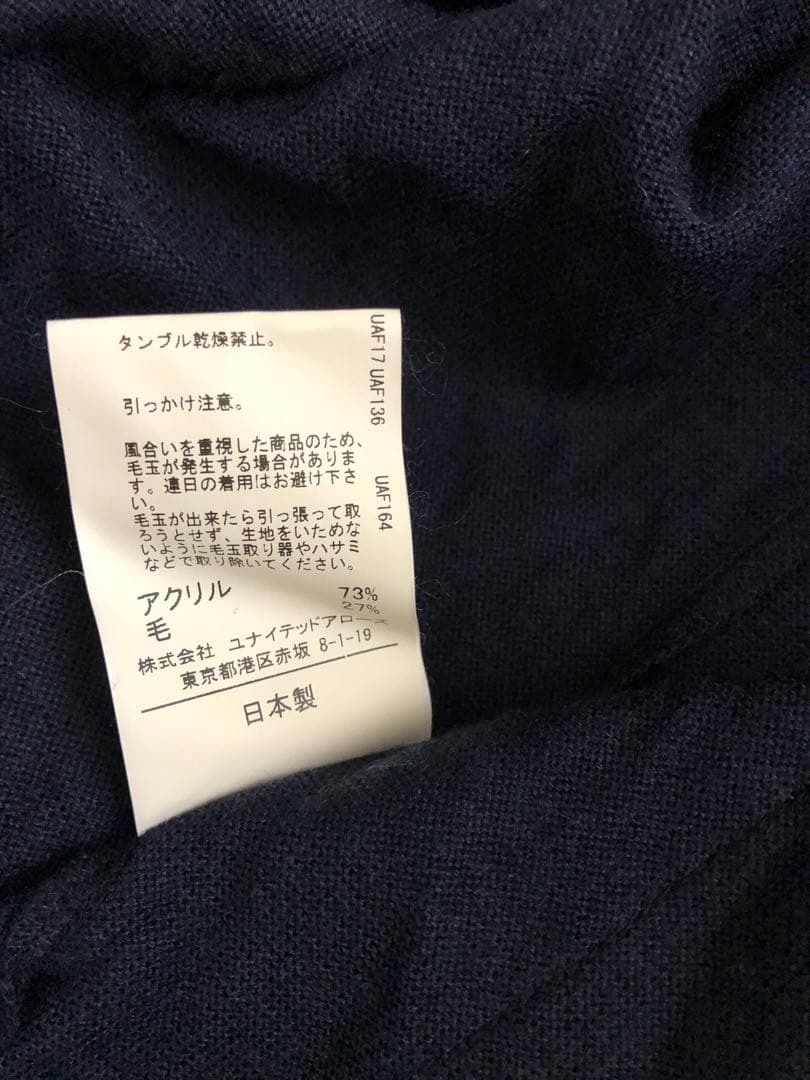 タンブル乾燥禁止。
引っかけ注意。
風合いを重視した商品のため、
毛玉が発生する場合がありま
す。連日の着用はお避け下さ
い。
毛玉が出来たら引っ張って取
ろうとせず、生地をいためな
いように毛玉取り器やハサミ
などで取り除いてください。
アクリル 73%
毛 27%
株式会社 ユナイテッドアローズ
東京都港区赤坂 8-1-19
日本製
UAF17 UAF136
UAF164